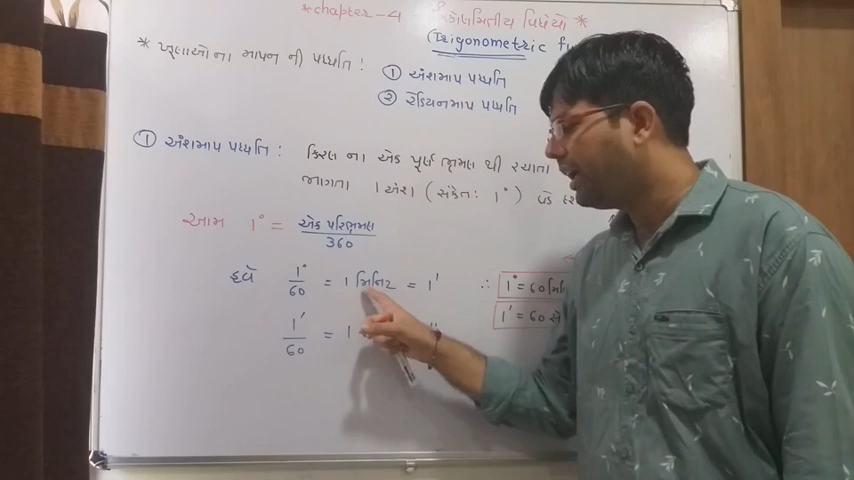 *chapter-4 ત્રિકોણમિતીય વિધેયો *
(Trigonometric
* ખૂણાઓના માપન ની પધ્ધતિ :
① અંશમાપ પધ્ધતિ
② રેડિયનમાપ પધ્ધતિ
① અંશમાપ પધ્ધતિ : કિરણ ના એક પૂર્ણ ભ્રમણ થી રચાતા
ભાગતા 1 અંશ (સંકેત: 1°) વડે
આમ 1° = એક પરિભ્રમણ / 360
હવે 1°/60 = 1 મિનિટ = 1'
∴ 1° = 60
1'/60 = 1
1' = 60